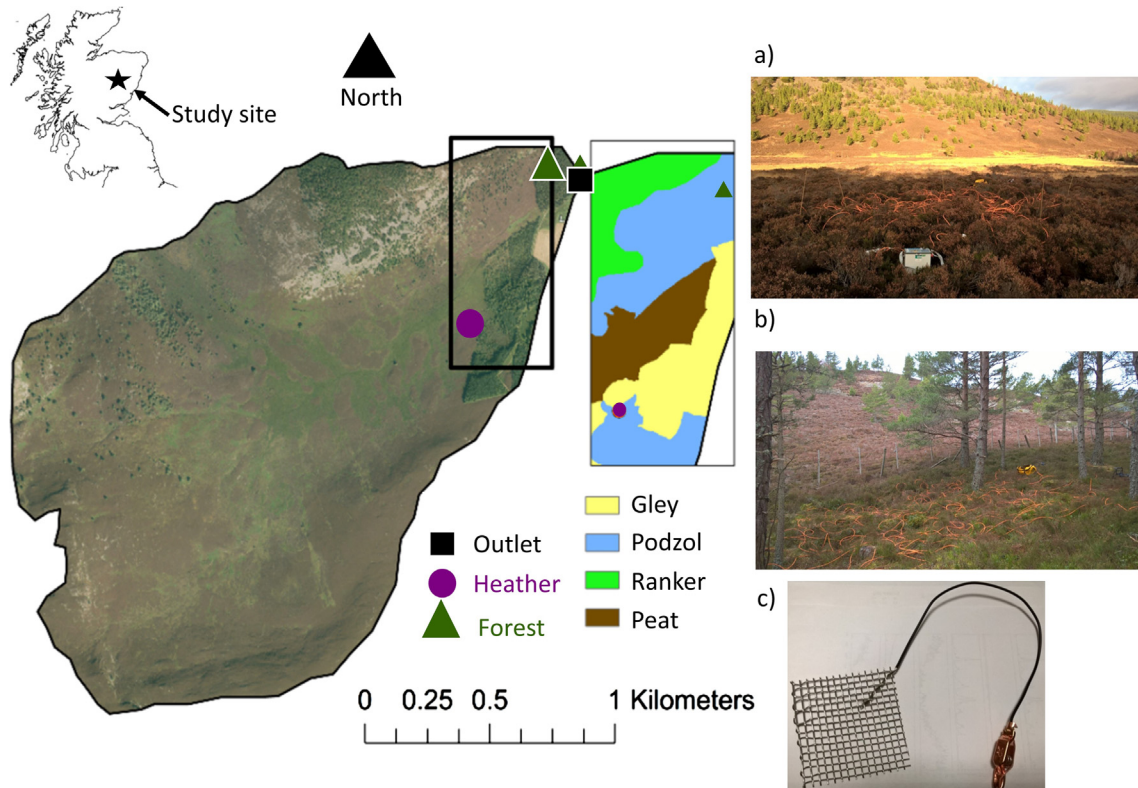 Study site
North
Outlet
Heather
Forest
0 0.25 0.5 1 Kilometers
Gley
Podzol
Ranker
Peat
a)
b)
c)